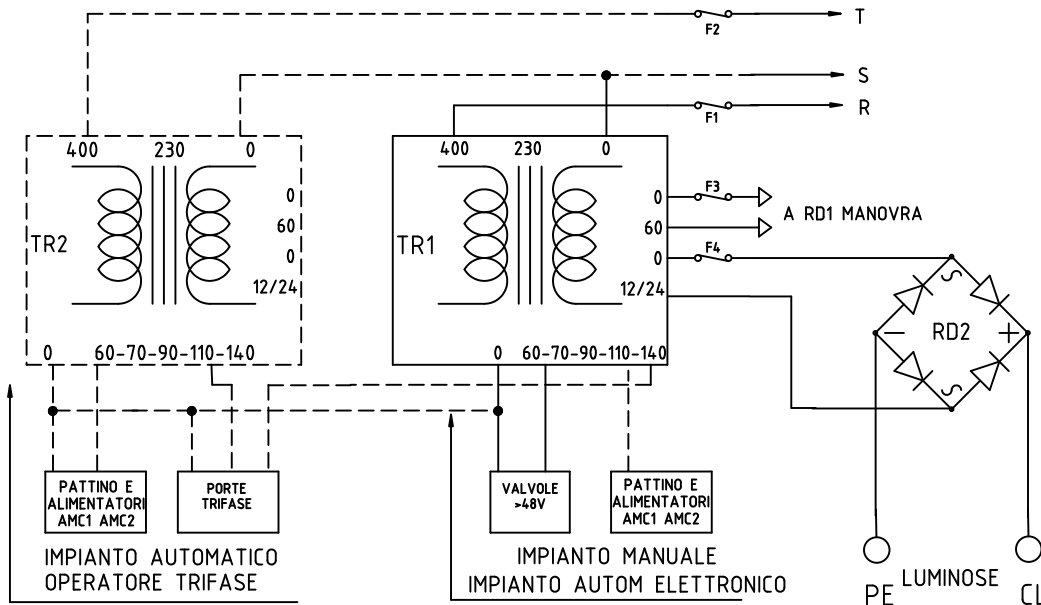 T
F2
S
R
F1
400 230 0
400 230 0
0
60
0
12/24
TR2
0
60
0
12/24
TR1
F3
A RD1 MANOVRA
F4
RD2
0 60-70-90-110-140
0 60-70-90-110-140
PATTINO E
ALIMENTATORI
AMC1 AMC2
PORTE
TRIFASE
VALVOLE
>48V
PATTINO E
ALIMENTATORI
AMC1 AMC2
IMPIANTO AUTOMATICO
OPERATORE TRIFASE
IMPIANTO MANUALE
IMPIANTO AUTOM ELETTRONICO
PE
LUMINOSE